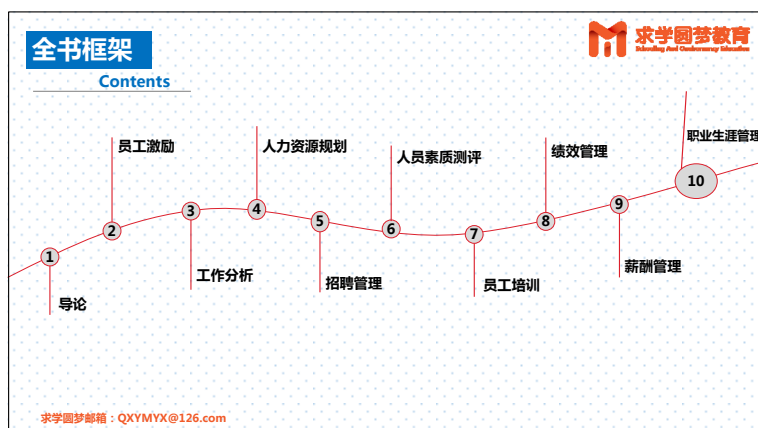 全书框架
Contents
求学圆梦教育
员工激励
人力资源规划
人员素质测评
绩效管理
职业生涯管理
1
2
3
4
5
6
7
8
9
10
导论
工作分析
招聘管理
员工培训
薪酬管理
求学圆梦邮箱：QXYMYX@126.com